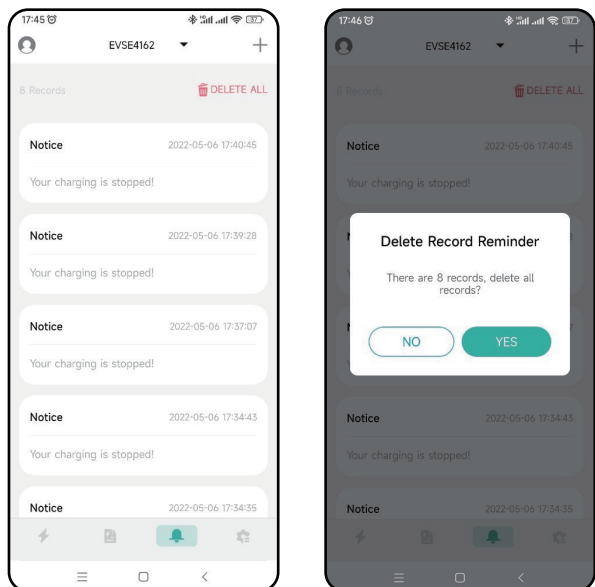 17:45
37
EVSE4162
8 Records
DELETE ALL
Notice 2022-05-06 17:40:45
Your charging is stopped!
Notice 2022-05-06 17:39:28
Your charging is stopped!
Notice 2022-05-06 17:37:07
Your charging is stopped!
Notice 2022-05-06 17:34:43
Your charging is stopped!
Notice 2022-05-06 17:34:35
17:46
37
EVSE4162
8 Records
DELETE ALL
Notice 2022-05-06 17:40:45
Your charging is stopped!
Delete Record Reminder
There are 8 records, delete all
records?
NO YES
Notice 2022-05-06 17:34:43
Your charging is stopped!
Notice 2022-05-06 17:34:35